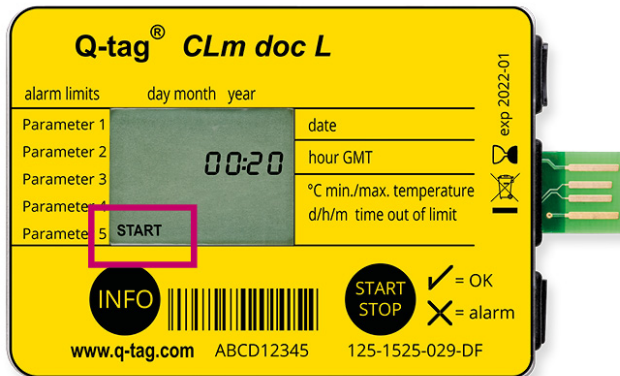 Q-tag® CLm doc L
alarm limits day month year
exp 2022-01
Parameter 1
Parameter 2
Parameter 3
Parameter 4
Parameter 5
00:20
START
date
hour GMT
°C min./max. temperature
d/h/m time out of limit
INFO
START
STOP
✓ = OK
✗ = alarm
www.q-tag.com ABCD12345 125-1525-029-DF